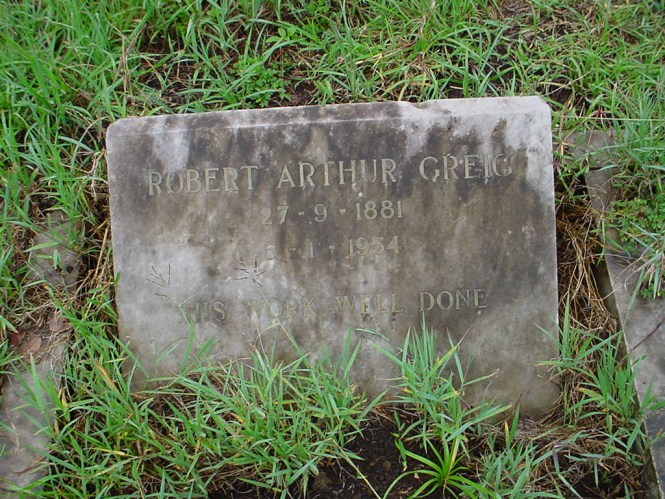 ROBERT ARTHUR GREIG
27-9-1881
5-1-1954
HIS WORK WELL DONE